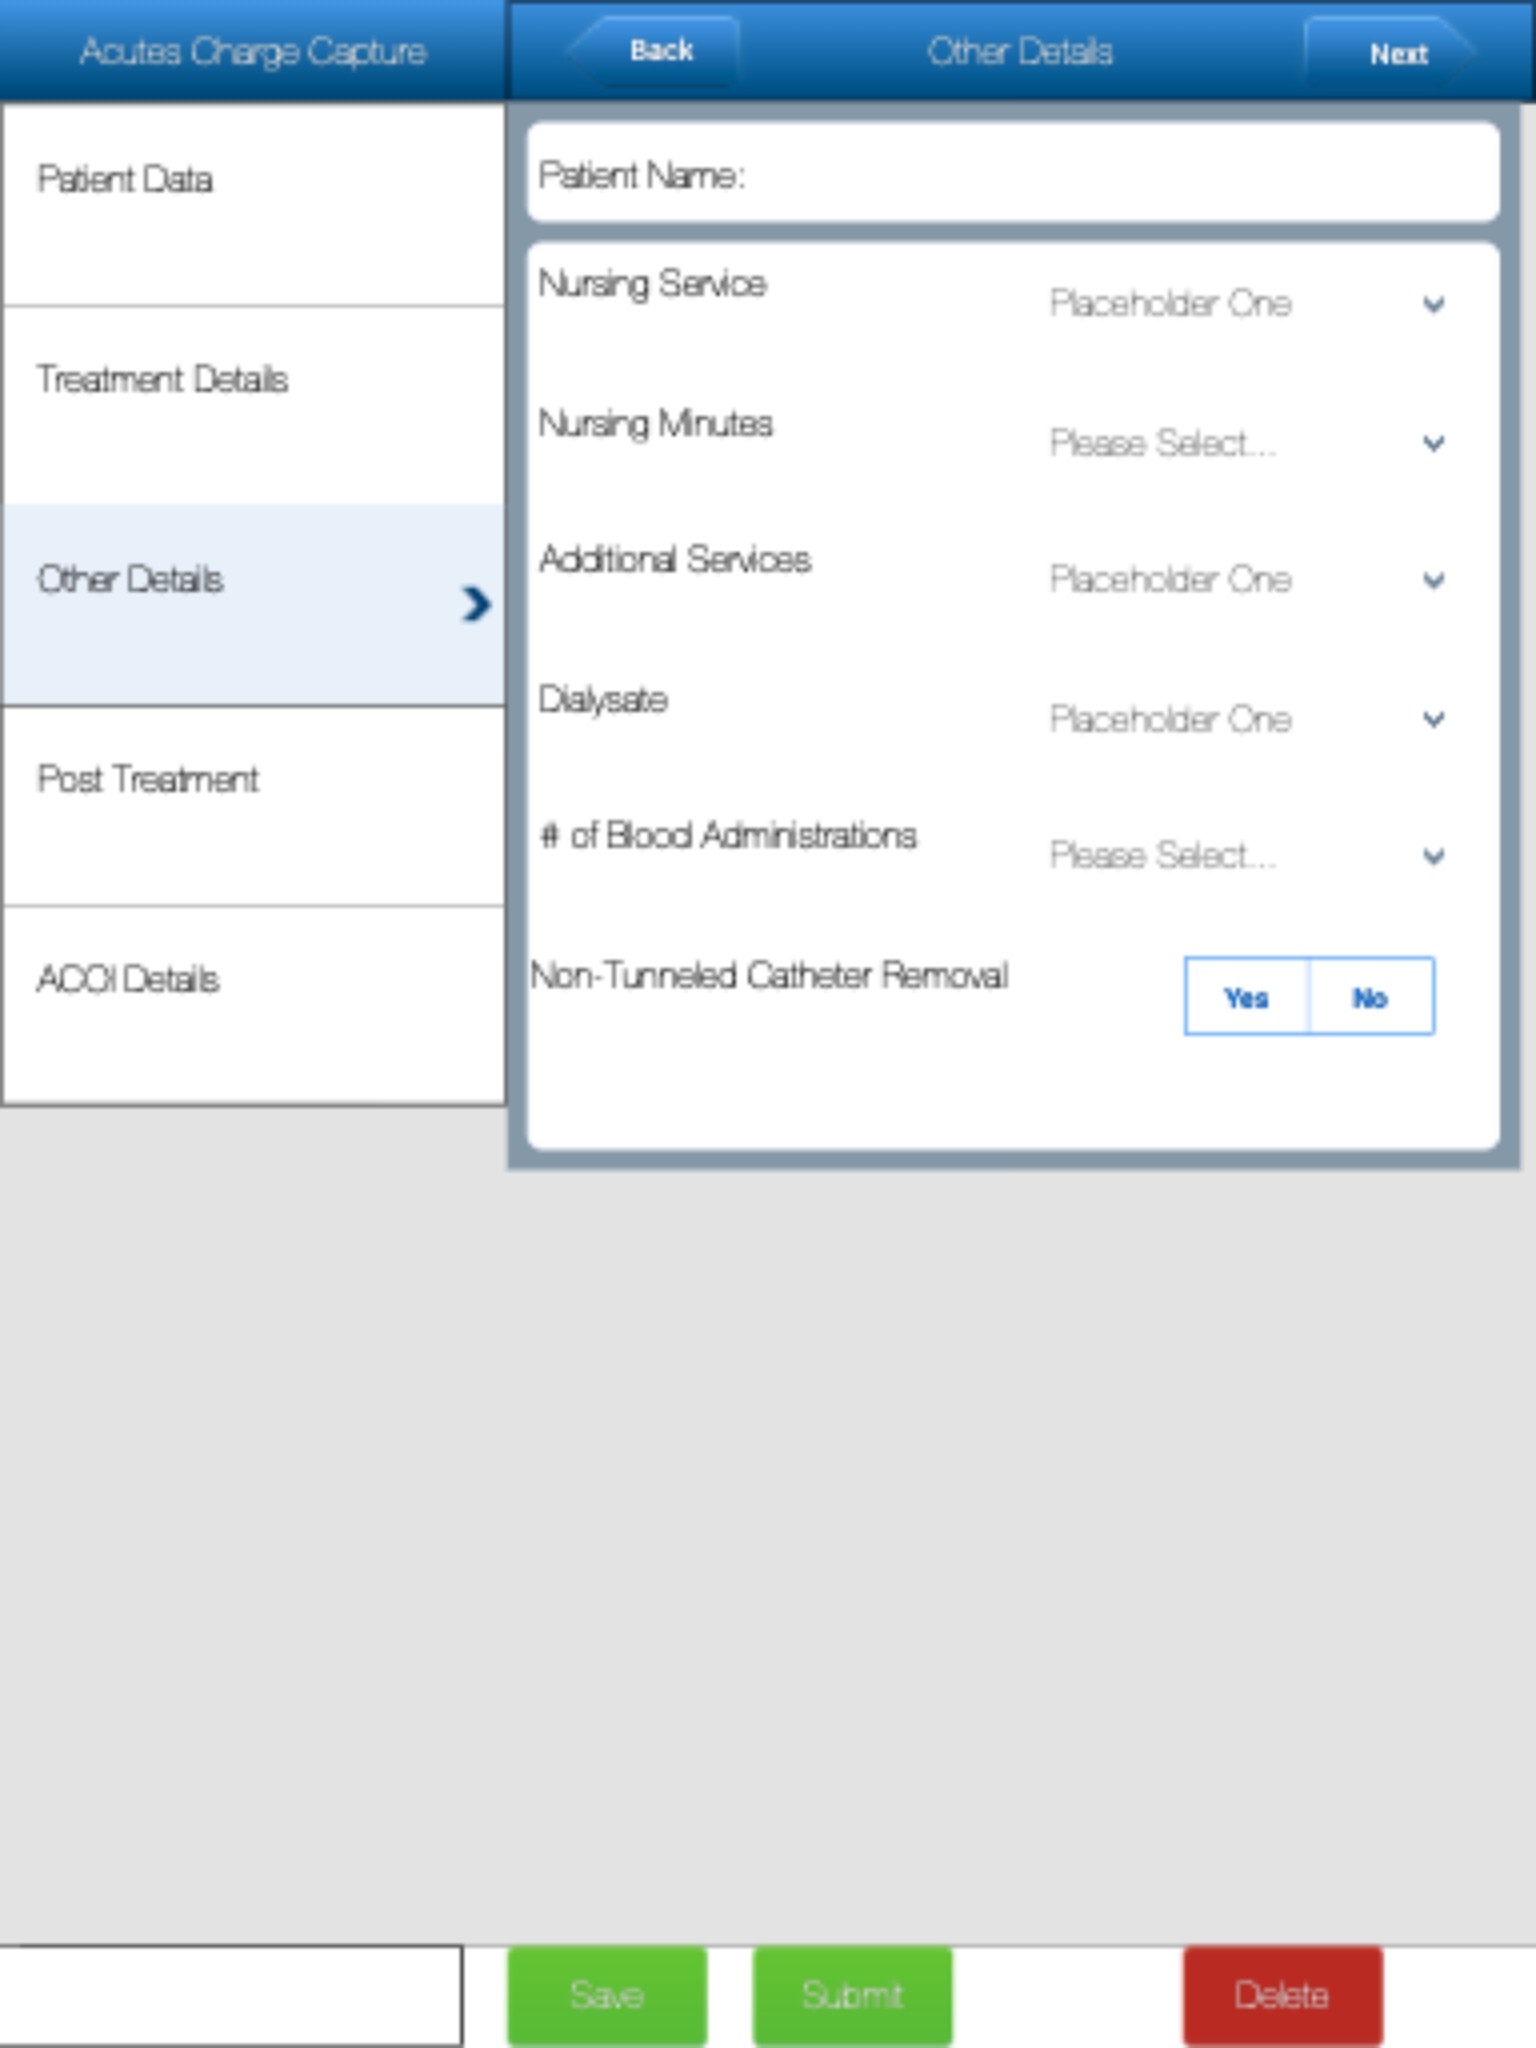 Acutes Charge Capture
Back
Other Details
Next
Patient Data
Treatment Details
Other Details
Post Treatment
ACOI Details
Patient Name:
Nursing Service
Placeholder One
Nursing Minutes
Please Select...
Additional Services
Placeholder One
Dialysate
Placeholder One
# of Blood Administrations
Please Select...
Non-Tunneled Catheter Removal
Yes
No
Save
Submit
Delete